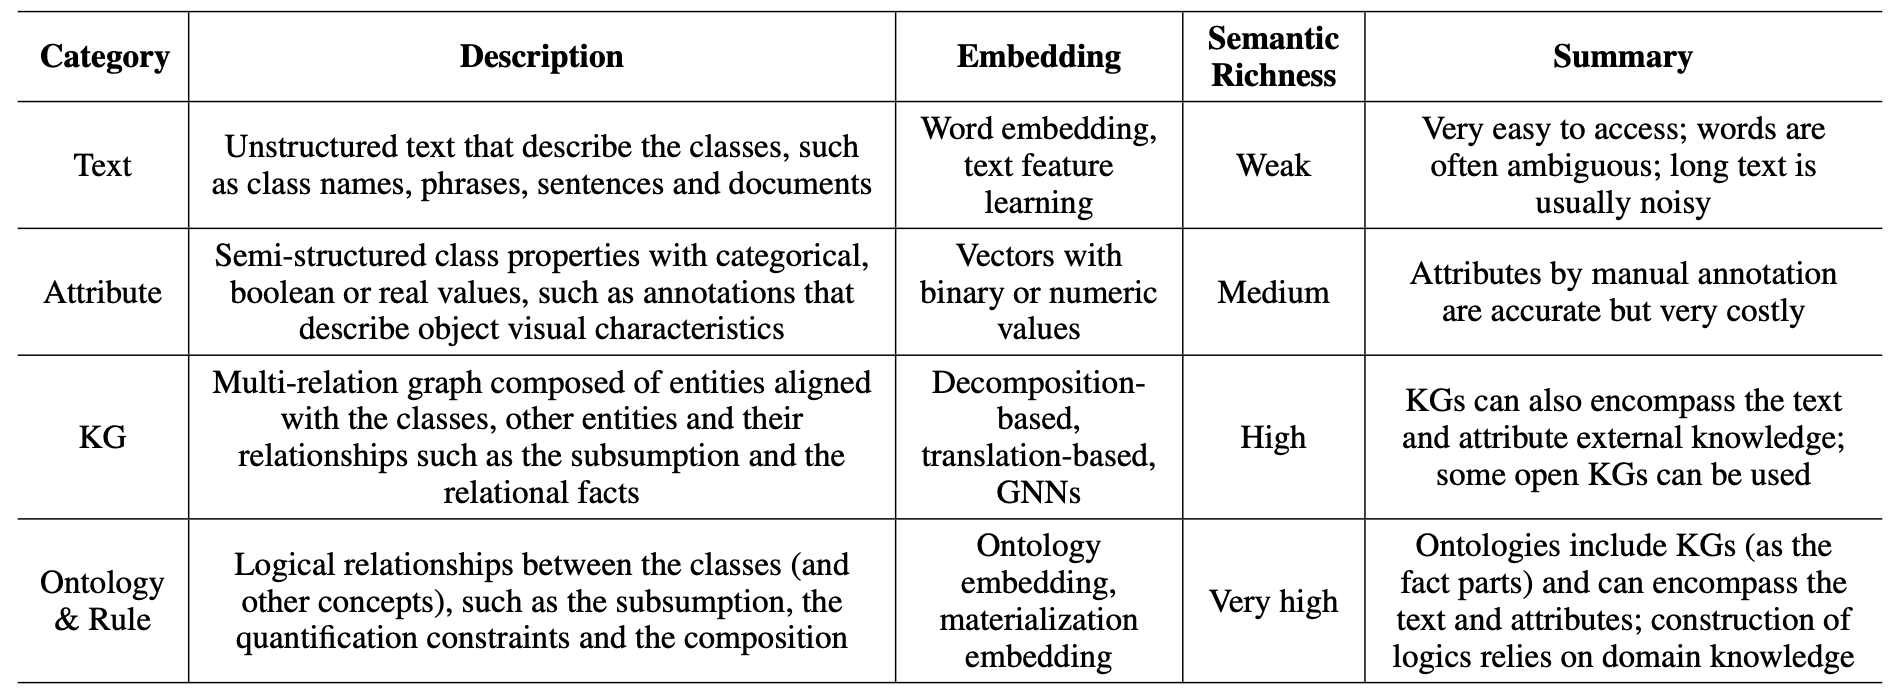 Category
Description
Embedding
Semantic
Richness
Summary
Text
Unstructured text that describe the classes, such
as class names, phrases, sentences and documents
Word embedding,
text feature
learning
Weak
Very easy to access; words are
often ambiguous; long text is
usually noisy
Attribute
Semi-structured class properties with categorical,
boolean or real values, such as annotations that
describe object visual characteristics
Vectors with
binary or numeric
values
Medium
Attributes by manual annotation
are accurate but very costly
KG
Multi-relation graph composed of entities aligned
with the classes, other entities and their
relationships such as the subsumption and the
relational facts
Decomposition-
based,
translation-based,
GNNs
High
KGs can also encompass the text
and attribute external knowledge;
some open KGs can be used
Ontology
& Rule
Logical relationships between the classes (and
other concepts), such as the subsumption, the
quantification constraints and the composition
Ontology
embedding,
materialization
embedding
Very high
Ontologies include KGs (as the
fact parts) and can encompass the
text and attributes; construction of
logics relies on domain knowledge